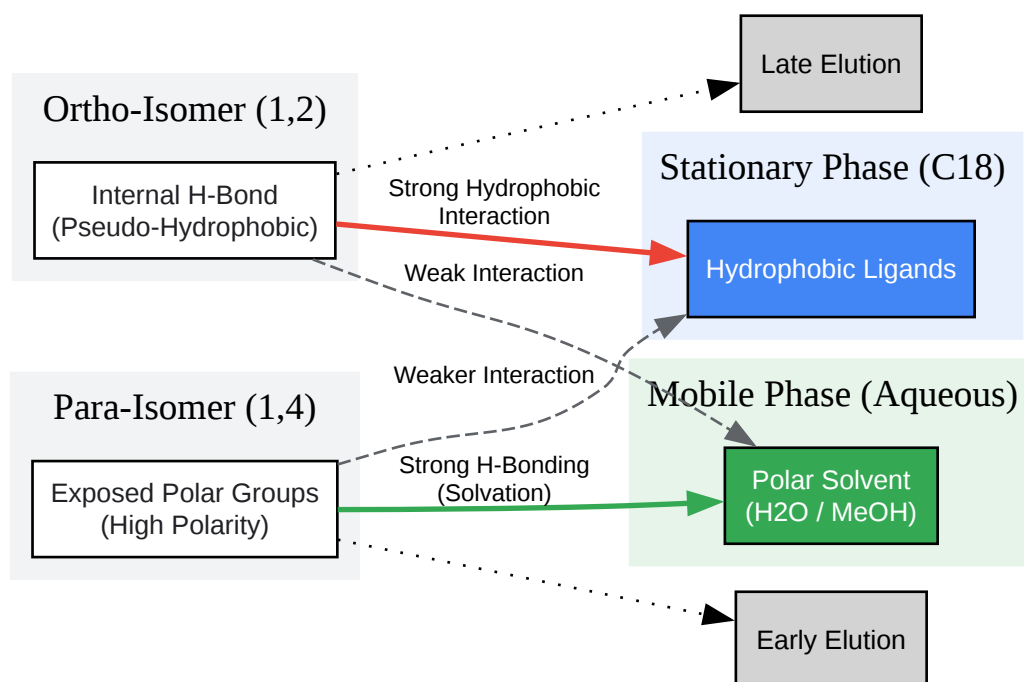 Late Elution
Ortho-Isomer (1,2)
Internal H-Bond
(Pseudo-Hydrophobic)
Strong Hydrophobic
Interaction
Weak Interaction
Stationary Phase (C18)
Hydrophobic Ligands
Para-Isomer (1,4)
Exposed Polar Groups
(High Polarity)
Weaker Interaction
Strong H-Bonding
(Solvation)
Mobile Phase (Aqueous)
Polar Solvent
(H2O / MeOH)
Early Elution